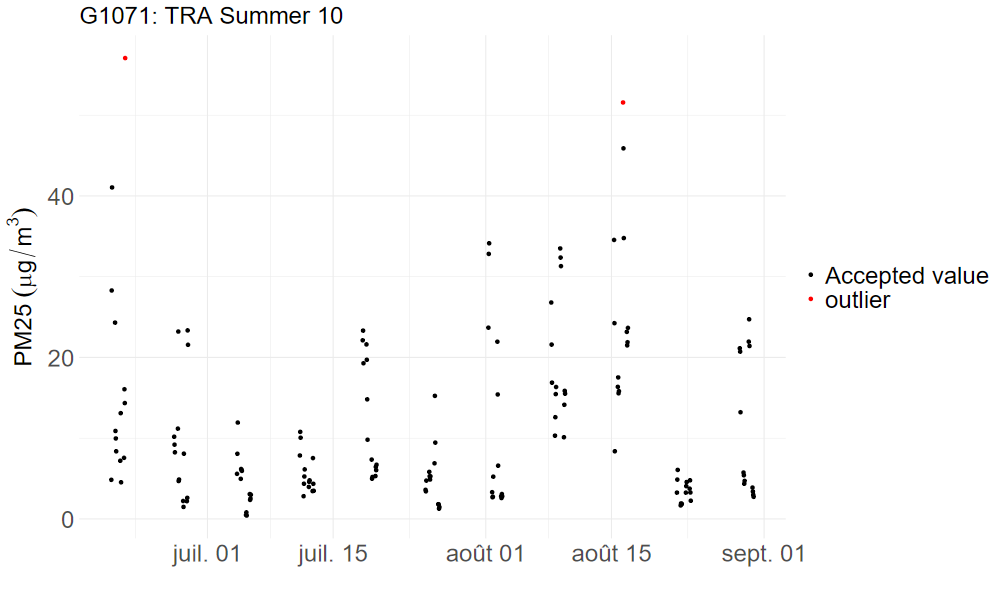 G1071: TRA Summer 10
PM25 (μg/m³)
40
20
0
juil. 01
juil. 15
août 01
août 15
sept. 01
Accepted value
outlier